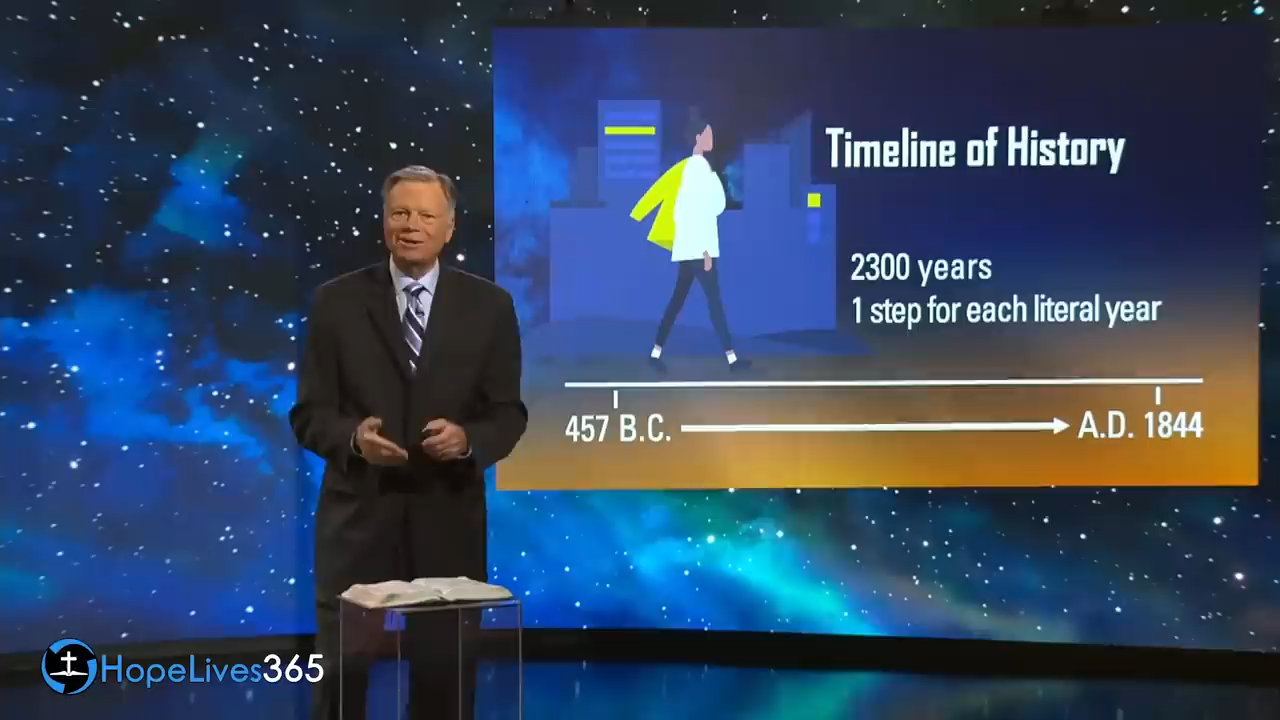 Timeline of History
2300 years
1 step for each literal year
457 B.C.
A.D. 1844
HopeLives365